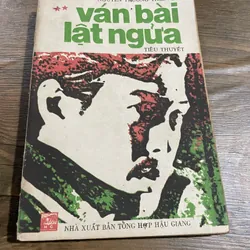 ván bài
lật ngửa
TIỂU THUYẾT
NHÀ XUẤT BẢN TỔNG HỢP HẬU GIANG